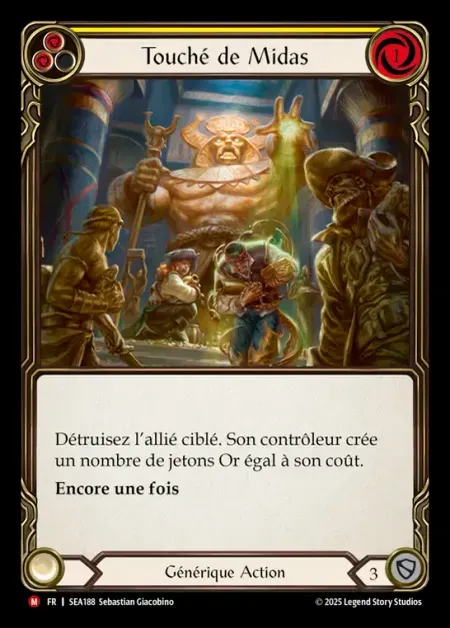 Touché de Midas
1
Détruisez l'allié ciblé. Son contrôleur crée
un nombre de jetons Or égal à son coût.
Encore une fois
Générique Action
3
M FR | SEA188 Sebastian Giacobino
© 2025 Legend Story Studios